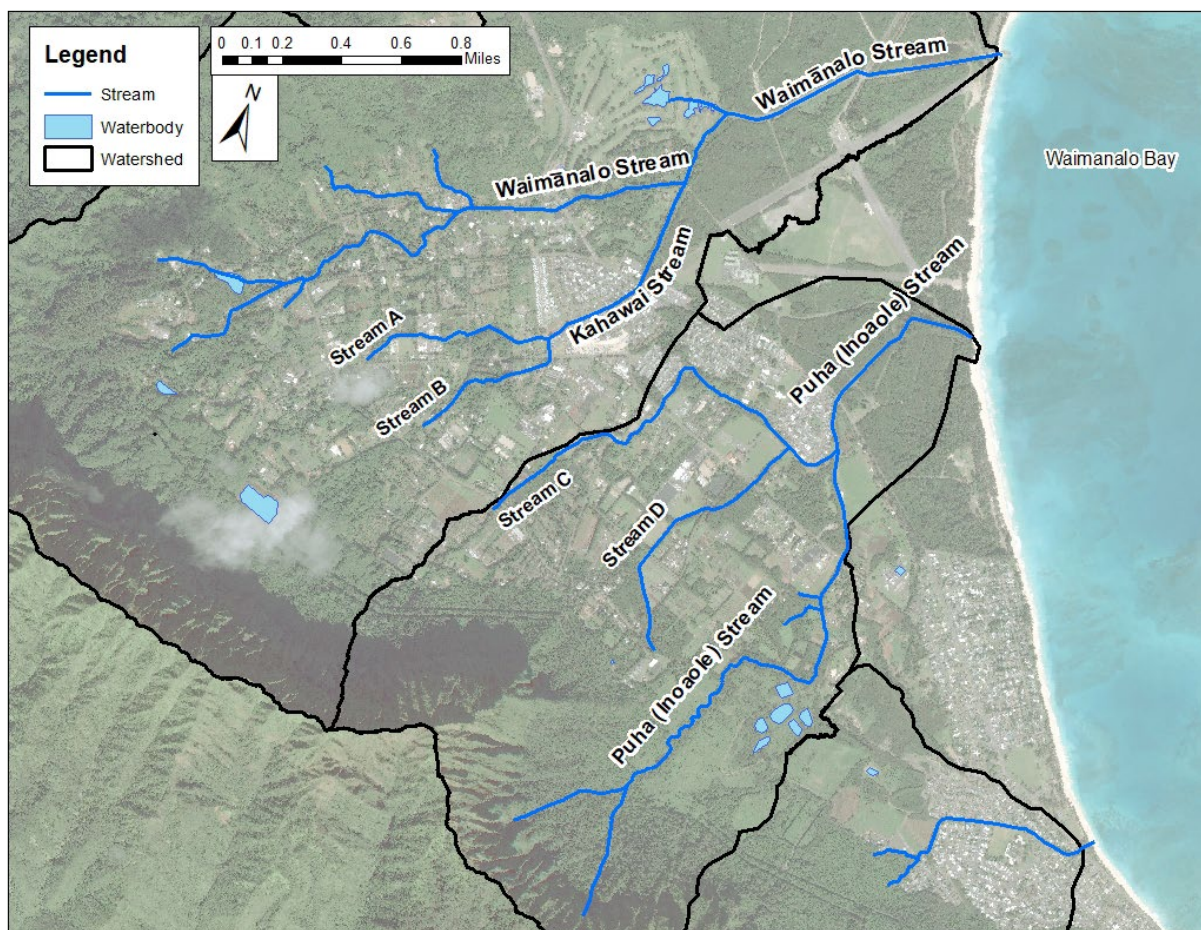 Legend
Stream
Waterbody
Watershed
0 0.1 0.2 0.4 0.6 0.8
Miles
N
Waimānalo Stream
Waimanalo Bay
Waimānalo Stream
Kahawai Stream
Puha (Inoaole) Stream
Stream A
Stream B
Stream C
Stream D
Puha (Inoaole) Stream